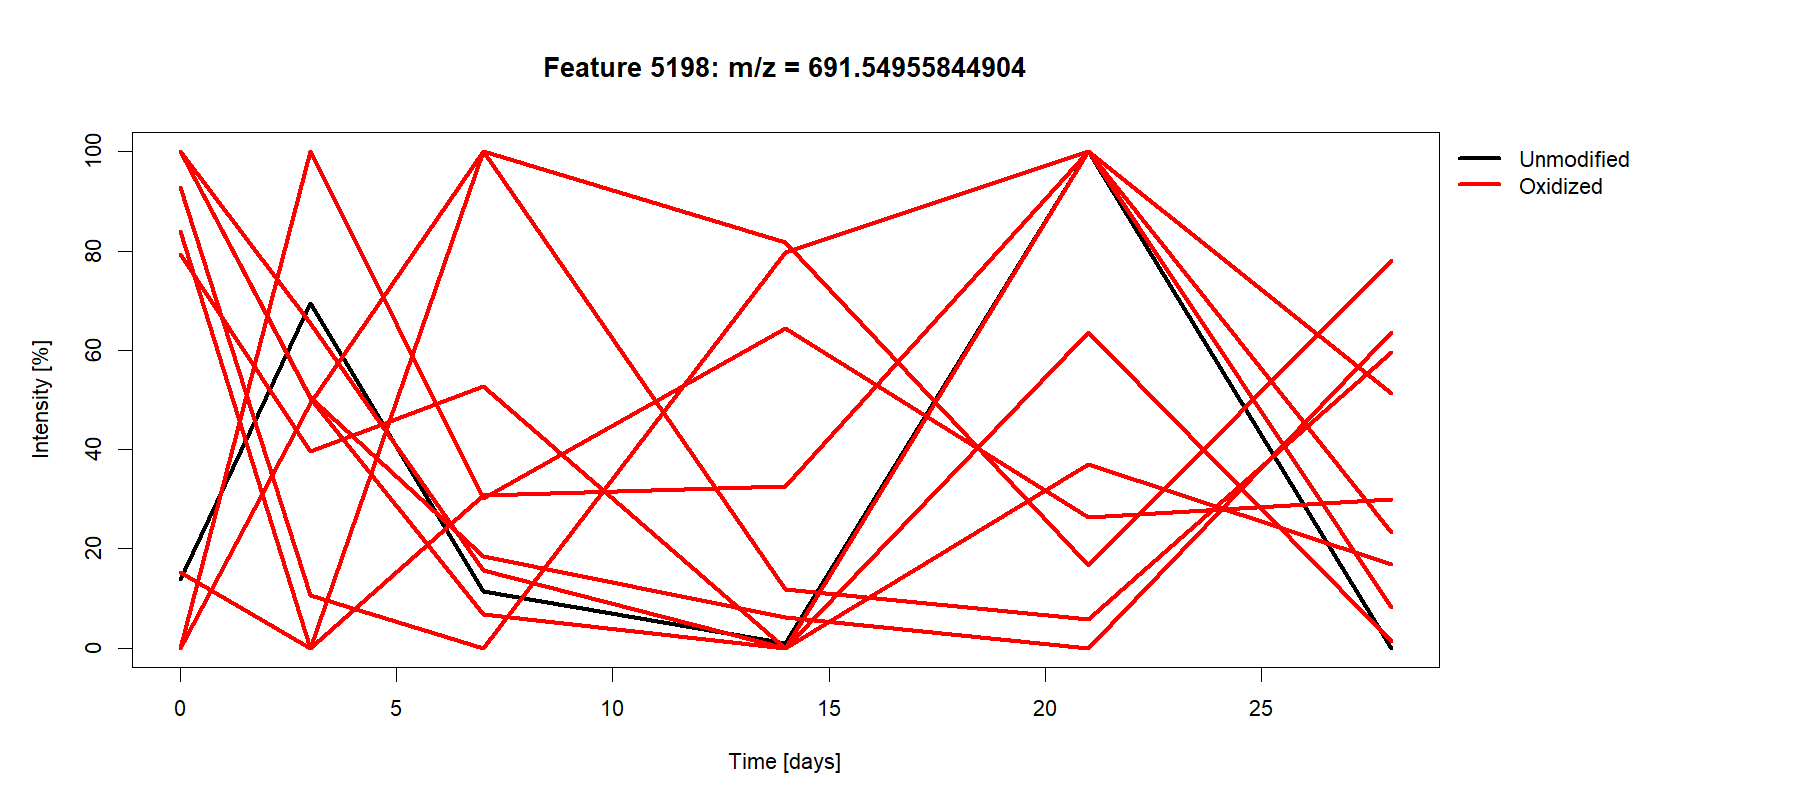 Feature 5198: m/z = 691.54955844904
Unmodified
Oxidized
100
80
60
40
20
0
Intensity [%]
0 5 10 15 20 25
Time [days]